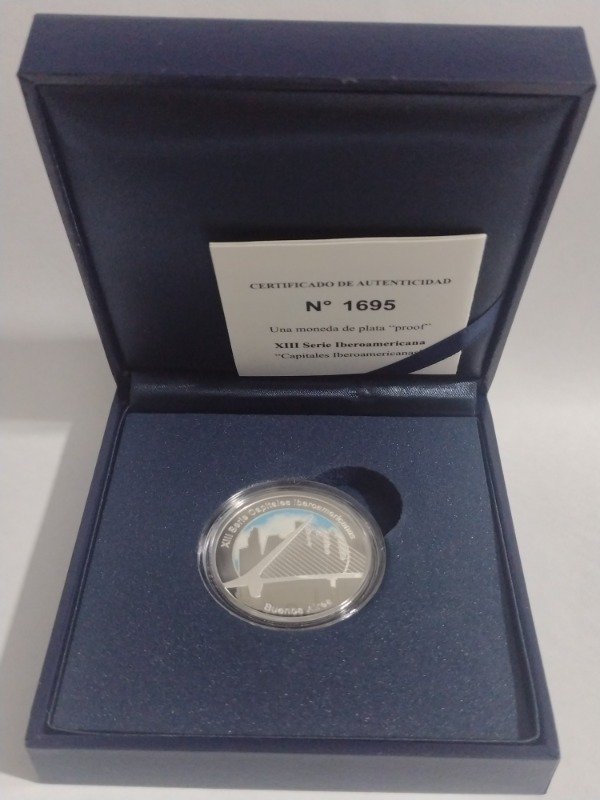 CERTIFICADO DE AUTENTICIDAD
Nº 1695
Una moneda de plata "proof"
XIII Serie Iberoamericana
"Capitales Iberoamericanas
XIII Serie Capitales Iberoamericanas
Buenos Aires